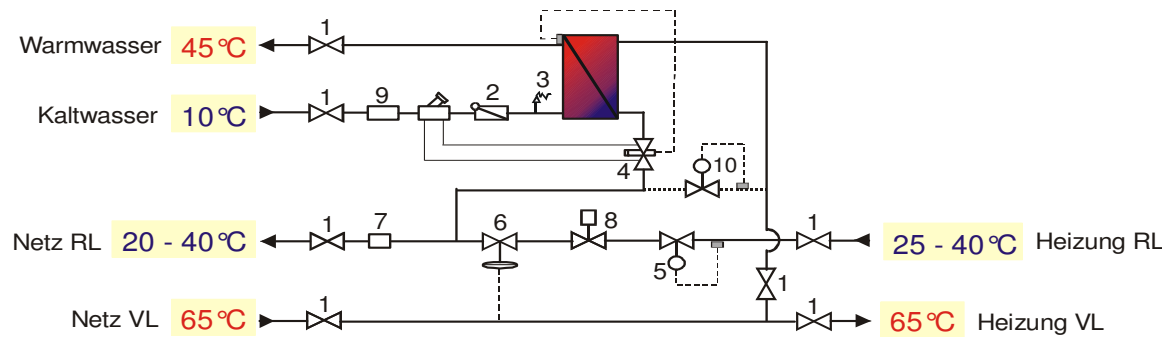 1
Warmwasser 45°C
1 9 2 3
Kaltwasser 10°C
4 10
1 7 6 8 1
Netz RL 20 - 40°C 25 - 40°C Heizung RL
5
1 1 1
Netz VL 65°C 65°C Heizung VL